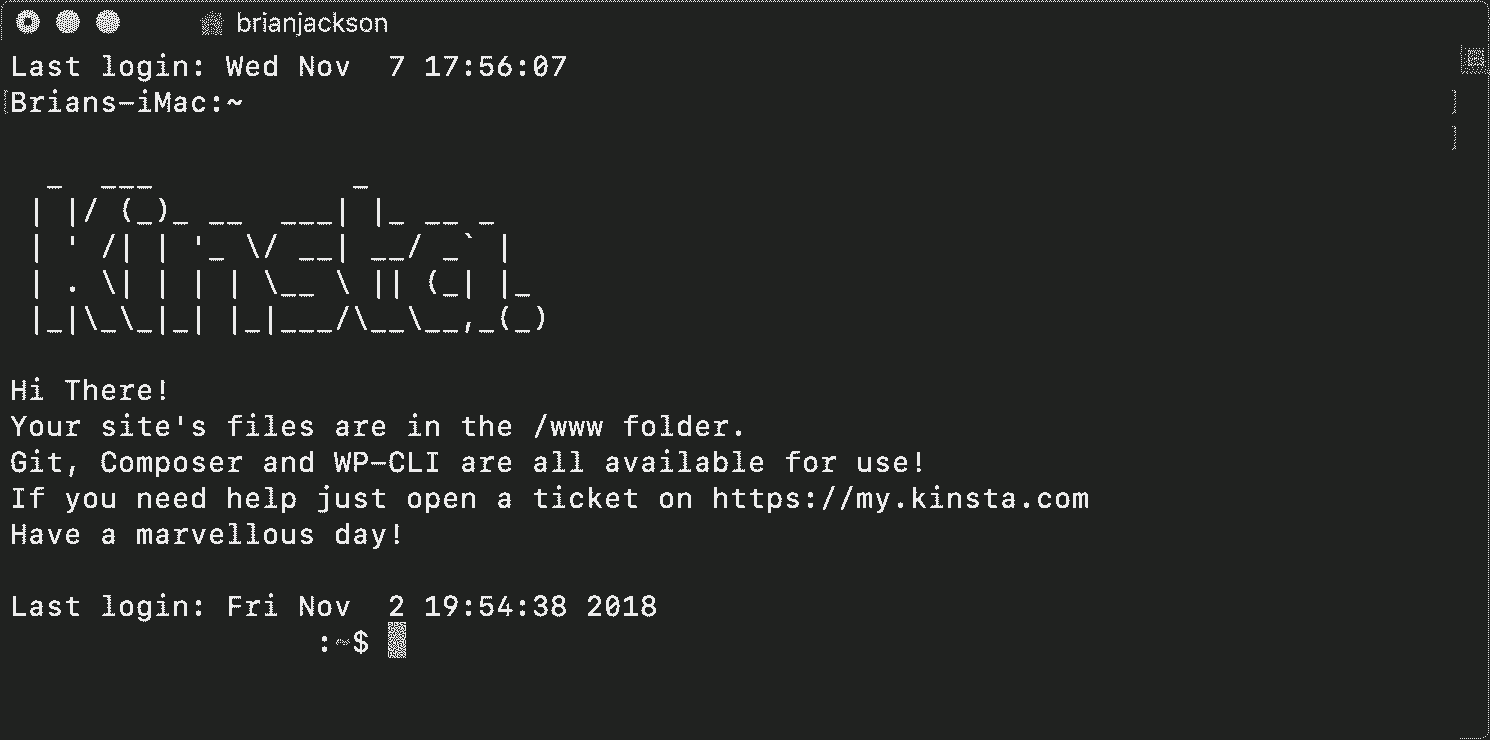 brianjackson
Last login: Wed Nov  7 17:56:07
Brians-iMac:~

  _  ___           _
 | |/ (_)_ __  ___| |_ __ _
 | ' /| | '_ \/ __| __/ _` |
 | . \| | | | \__ \ || (_| |_
 |_|\_\_|_| |_|___/\__\__,_(_)

Hi There!
Your site's files are in the /www folder.
Git, Composer and WP-CLI are all available for use!
If you need help just open a ticket on https://my.kinsta.com
Have a marvellous day!

Last login: Fri Nov  2 19:54:38 2018
:~$